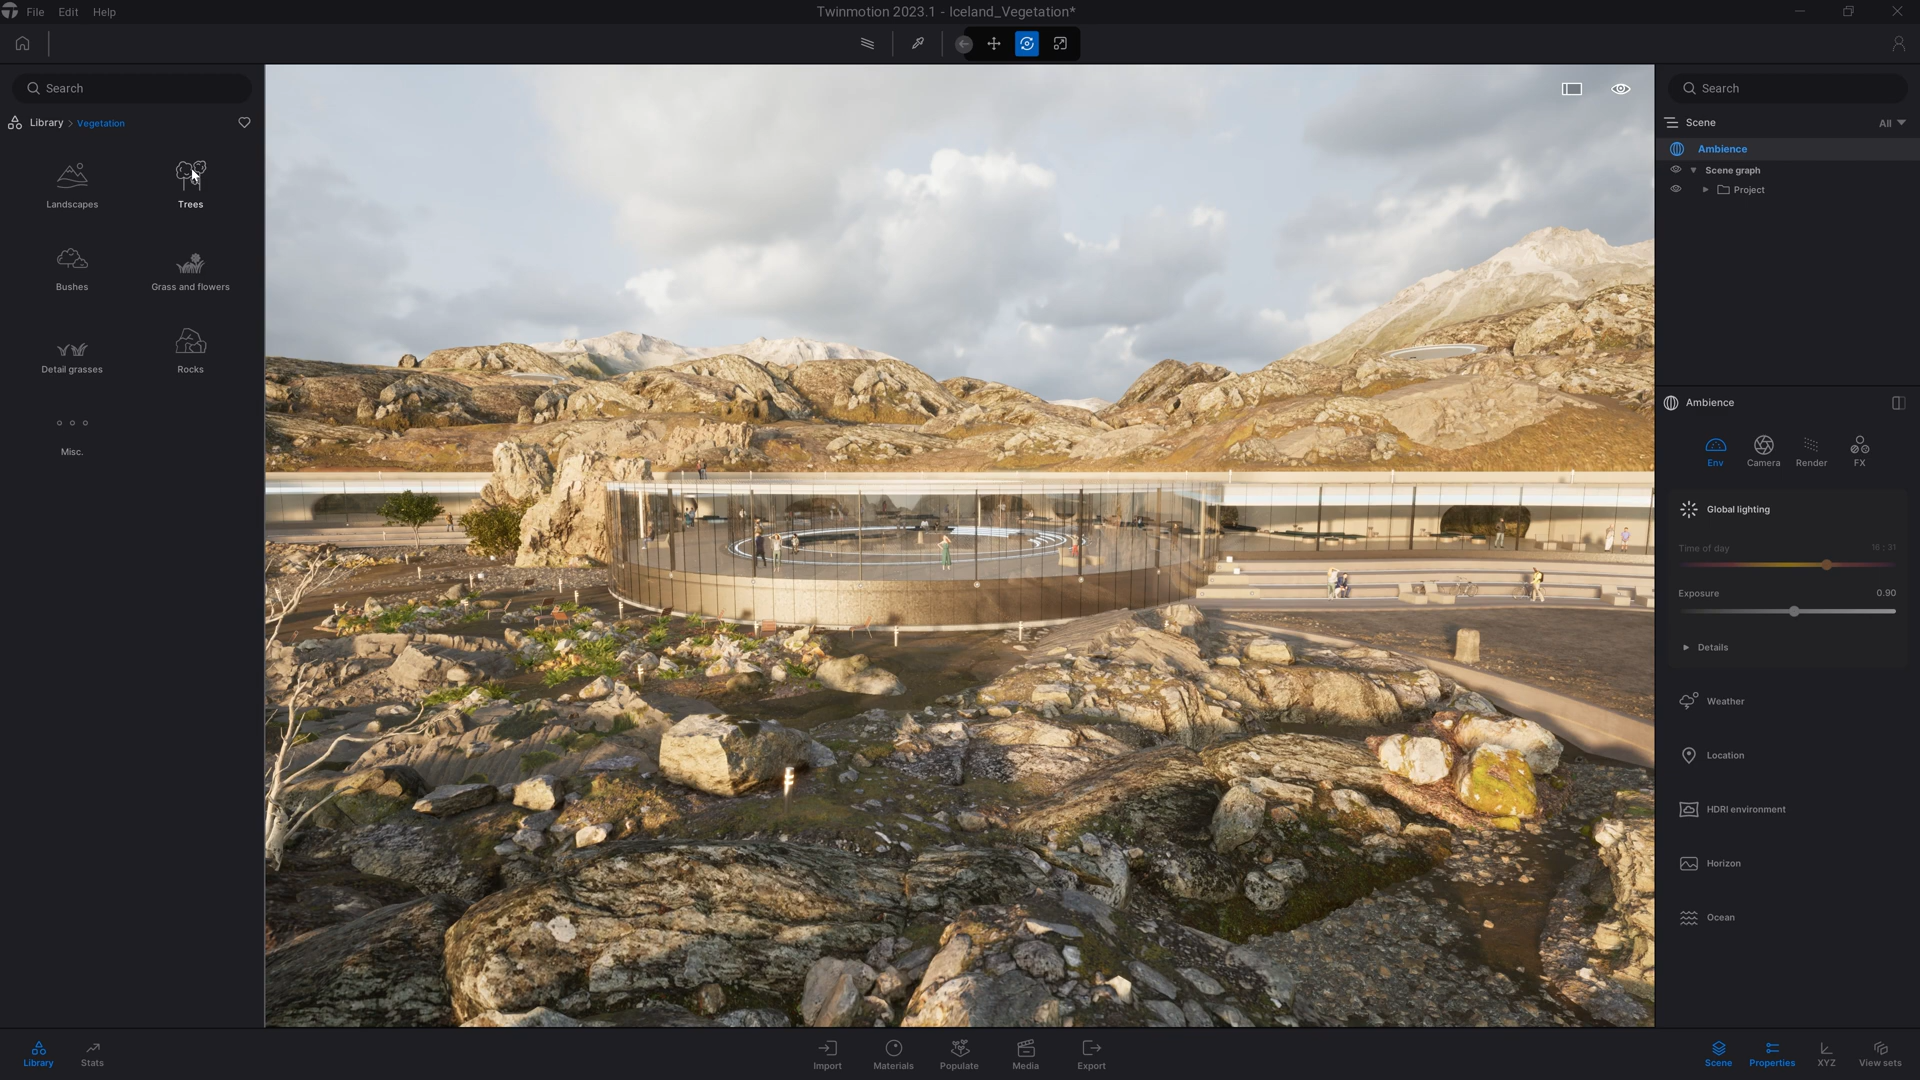 File Edit Help
Twinmotion 2023.1 - Iceland_Vegetation*
Search
Library > Vegetation
Landscapes
Trees
Bushes
Grass and flowers
Detail grasses
Rocks
Misc.
Search
Scene
All
Ambience
Scene graph
Project
Ambience
Env
Camera
Render
FX
Global lighting
Time of day 16 : 31
Exposure 0.90
Details
Weather
Location
HDRI environment
Horizon
Ocean
Library
Stats
Import
Materials
Populate
Media
Export
Scene
Properties
XYZ
View sets